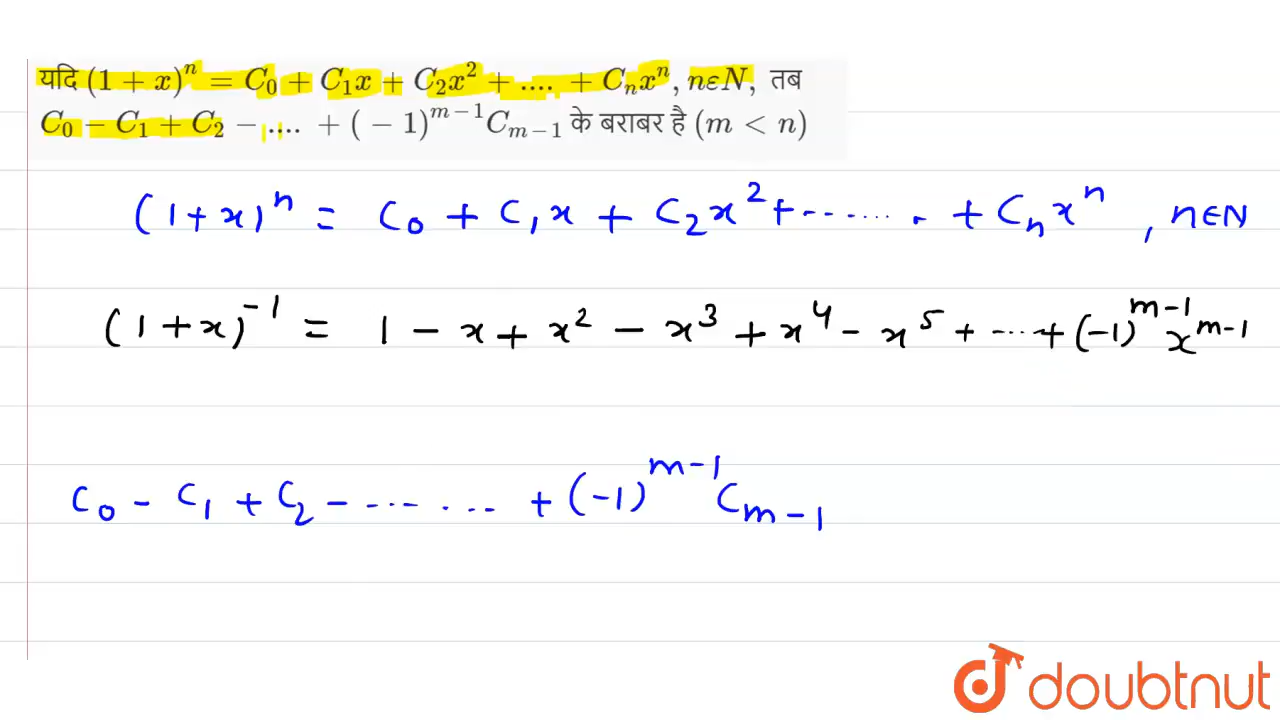 यदि (1 + x)^n = C_0 + C_1x + C_2x^2 + .... + C_nx^n, nεN, तब
C_0 − C_1 + C_2 − .... + (− 1)^{m−1}C_{m−1} के बराबर है (m < n)
(1+x)^n = C_0 + C_1x + C_2x^2 + ....... + C_nx^n, n∈N
(1+x)^{-1} = 1 − x + x^2 − x^3 + x^4 − x^5 + ..... + (−1)^{m−1} x^{m−1}
C_0 − C_1 + C_2 − ....... + (−1)^{m−1} C_{m−1}
doubtnut